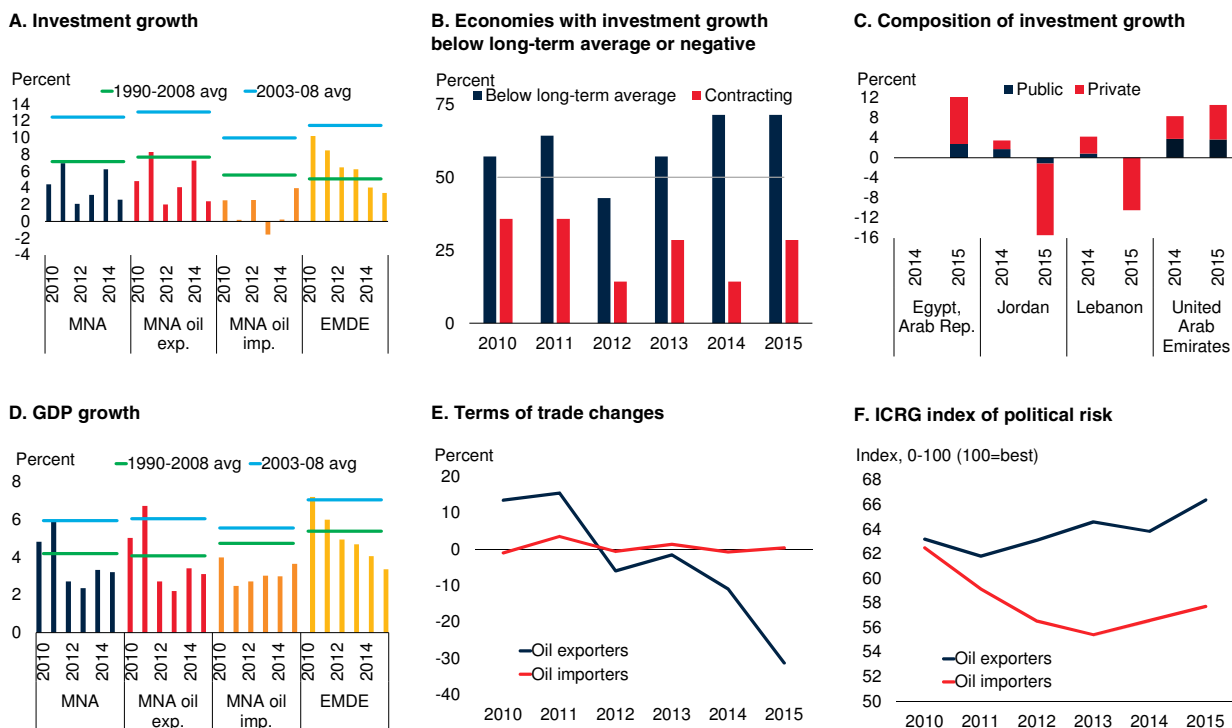 A. Investment growth
Percent
1990-2008 avg 2003-08 avg
14
12
10
8
6
4
2
0
-2
-4
2010 2012 2014 2010 2012 2014 2010 2012 2014 2010 2012 2014
MNA MNA oil exp. MNA oil imp. EMDE
B. Economies with investment growth
below long-term average or negative
Percent
75 Below long-term average Contracting
50
25
0
2010 2011 2012 2013 2014 2015
C. Composition of investment growth
Percent
Public Private
12
4
-4
-8
-12
-16
0
2014 2015 2014 2015 2014 2015 2014 2015
Egypt, Arab Rep. Jordan Lebanon United Arab Emirates
D. GDP growth
Percent
1990-2008 avg 2003-08 avg
8
6
4
2
0
2010 2012 2014 2010 2012 2014 2010 2012 2014 2010 2012 2014
MNA MNA oil exp. MNA oil imp. EMDE
E. Terms of trade changes
Percent
20
10
0
-10
-20
-30
-40
Oil exporters
Oil importers
2010 2011 2012 2013 2014 2015
F. ICRG index of political risk
Index, 0-100 (100=best)
68
66
64
62
60
58
56
54
52
50
Oil exporters
Oil importers
2010 2011 2012 2013 2014 2015